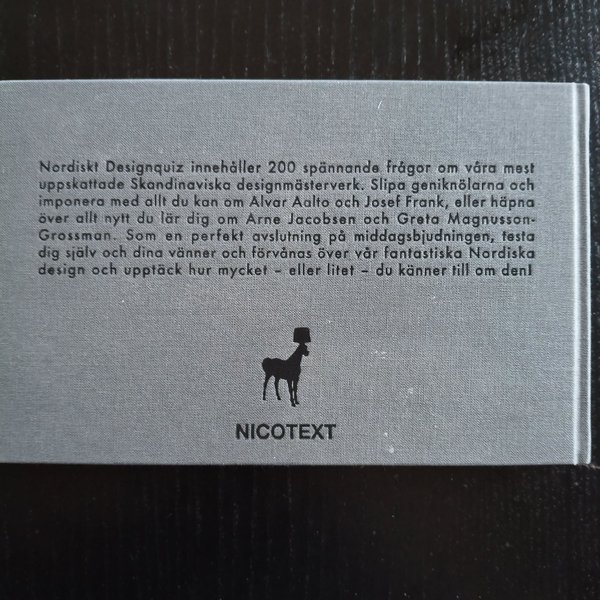 Nordiskt Designquiz innehåller 200 spännande frågor om våra mest
uppskattade Skandinaviska designmästerverk. Slipa geniknölarna och
imponera med allt du kan om Alvar Aalto och Josef Frank, eller häpna
över allt nytt du lär dig om Arne Jacobsen och Greta Magnusson-
Grossman. Som en perfekt avslutning på middagsbjudningen, testa
dig själv och dina vänner och förvånas över vår fantastiska Nordiska
design och upptäck hur mycket – eller litet – du känner till om den!
NICOTEXT